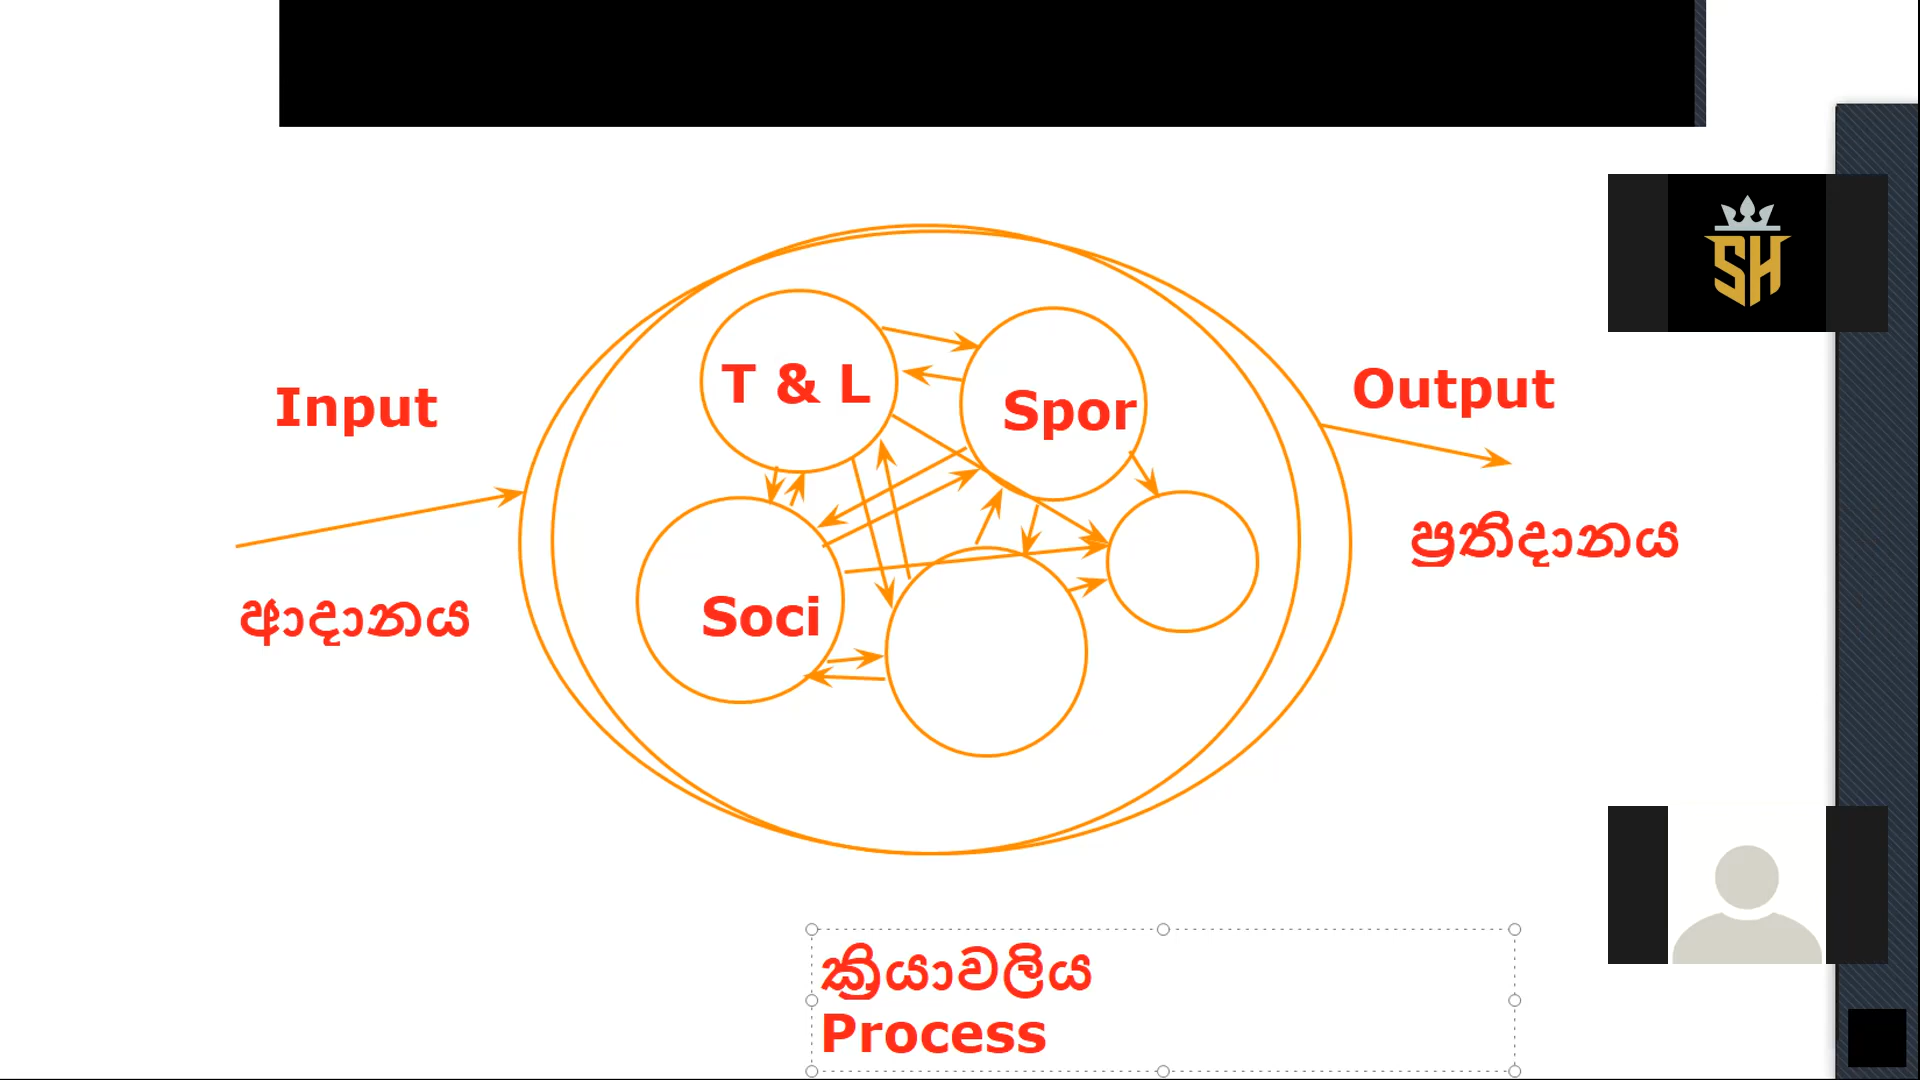 T & L
Spor
Input
Output
ආදානය
ප්‍රතිදානය
Soci
ක්‍රියාවලිය
Process
SH